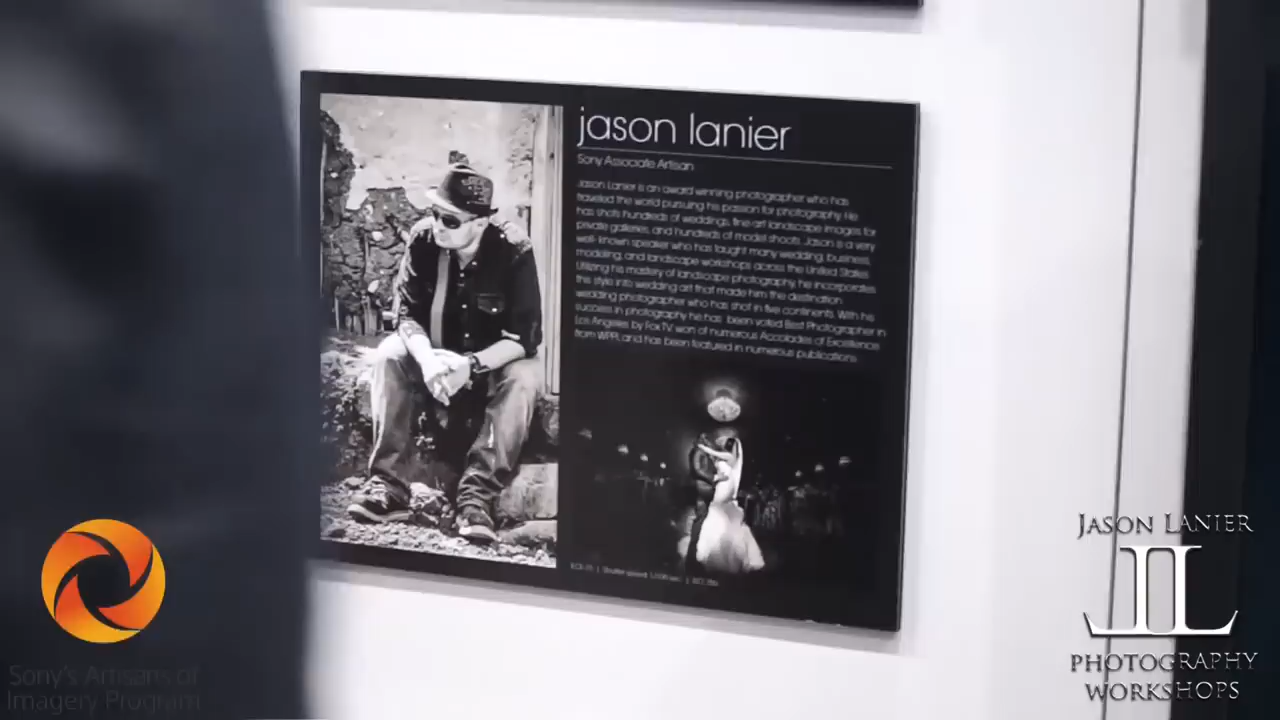 jason lanier
Sony Associate Artisan
Jason Lanier is an award winning photographer who has
traveled the world pursuing his passion for photography. He
has shots hundreds of weddings, fine art landscape images for
private galleries, and hundreds of model shoots. Jason is a very
well-known speaker who has taught many wedding, business,
modeling, and landscape workshops across the United States.
Utilizing his mastery of landscape photography, he incorporates
this style into wedding art that made him the destination
wedding photographer who has shot in five continents. With his
success in photography he has been voted Best Photographer in
Los Angeles by Fox TV won of numerous Accolades of Excellence
from WPPI, and has been featured in numerous publications.
Shutter speed
Sony's Artisans of
Imagery Program
JASON LANIER
JL
PHOTOGRAPHY
WORKSHOPS